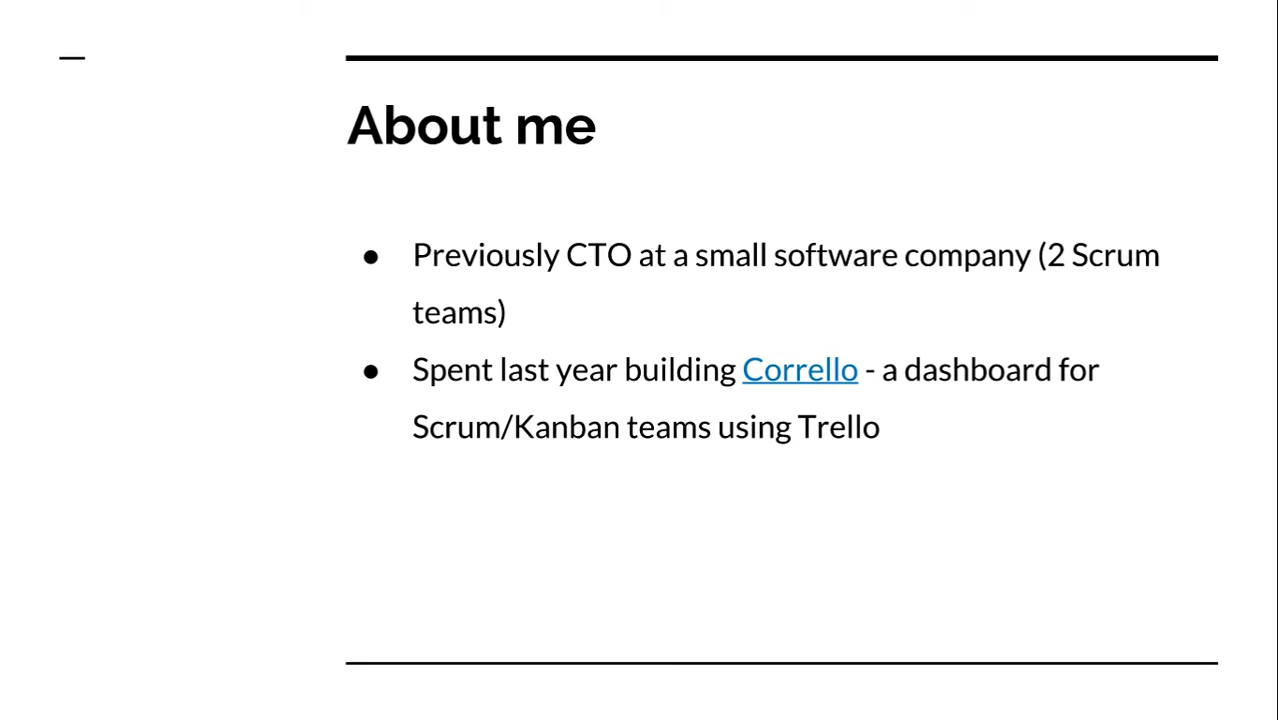 About me
● Previously CTO at a small software company (2 Scrum
teams)
● Spent last year building Corrello - a dashboard for
Scrum/Kanban teams using Trello